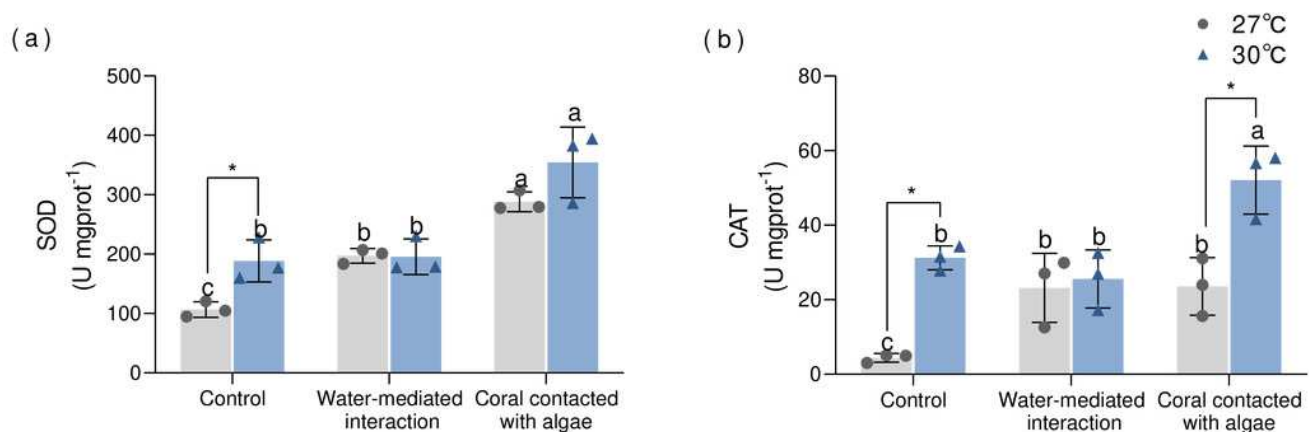 (a)
SOD
(U mgprot⁻¹)
500
400
300
200
100
0
*
c
b
b
b
a
a
Control
Water-mediated
interaction
Coral contacted
with algae
(b)
27°C
30°C
CAT
(U mgprot⁻¹)
80
60
40
20
0
*
c
b
b
b
*
b
a
Control
Water-mediated
interaction
Coral contacted
with algae